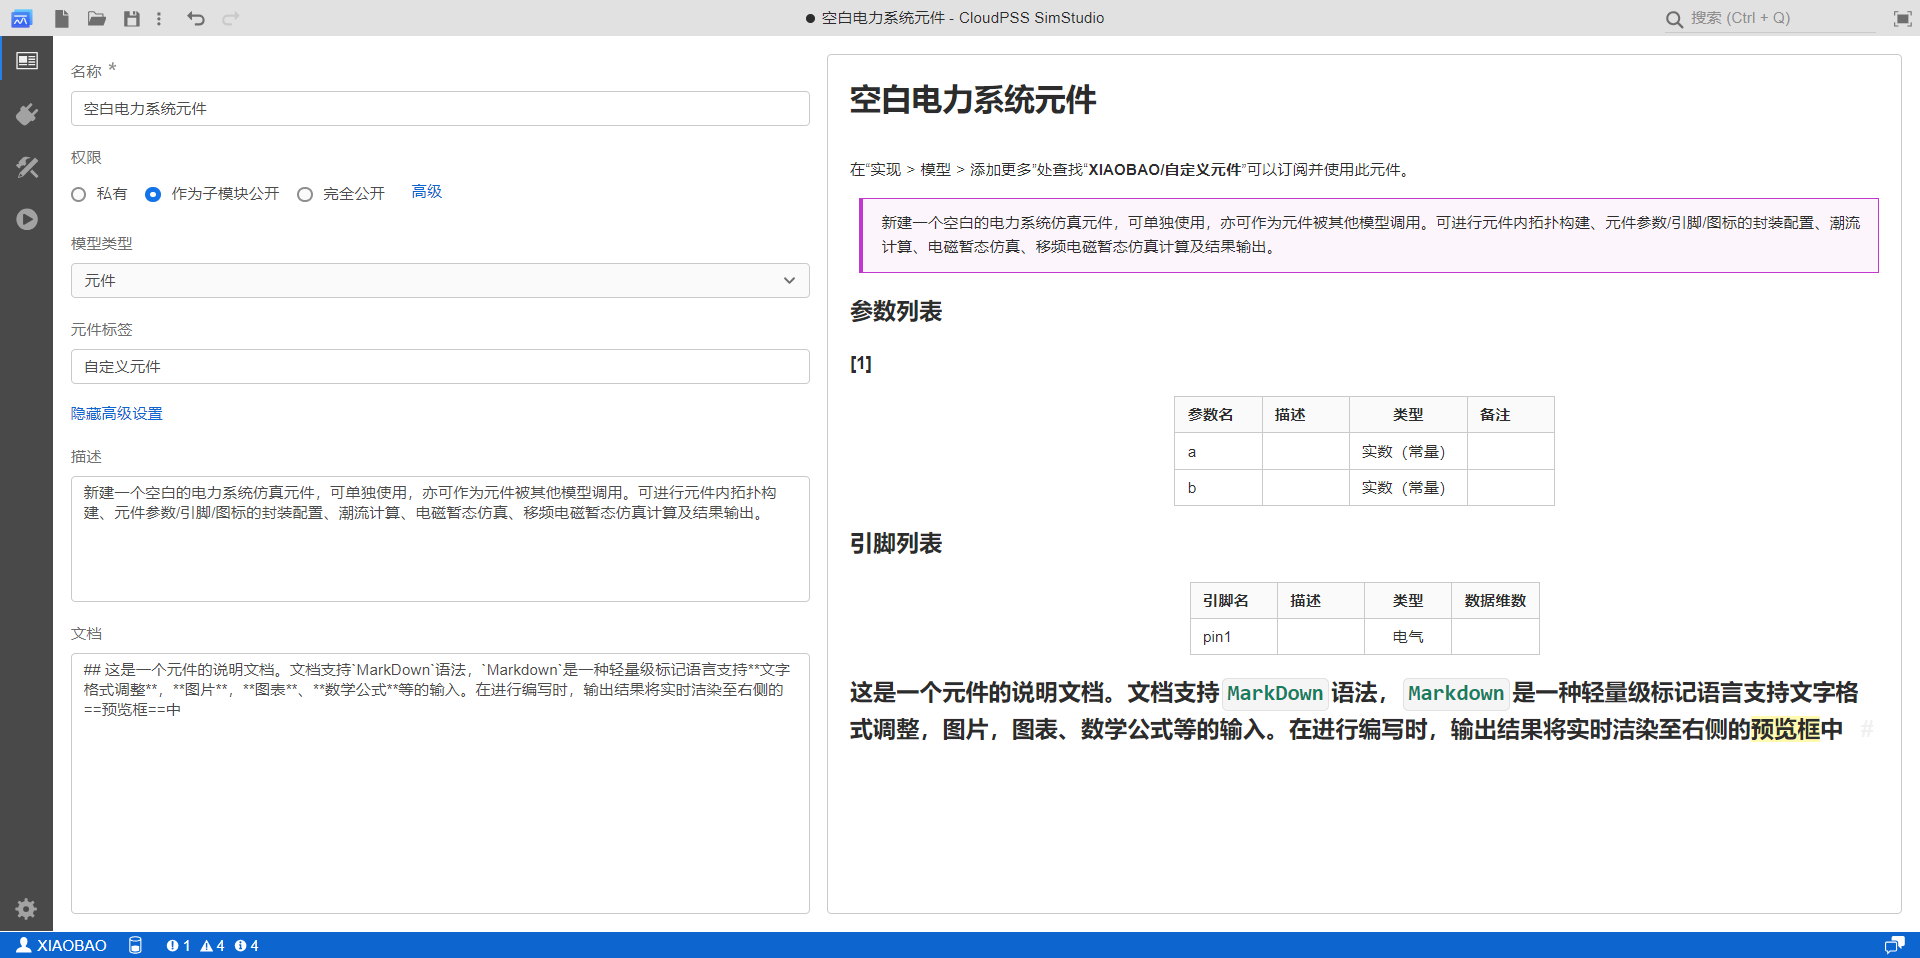 空白电力系统元件 - CloudPSS SimStudio
搜索 (Ctrl + Q)
名称 *
空白电力系统元件
权限
私有
作为子模块公开
完全公开
高级
模型类型
元件
元件标签
自定义元件
隐藏高级设置
描述
新建一个空白的电力系统仿真元件，可单独使用，亦可作为元件被其他模型调用。可进行元件内拓扑构
建、元件参数/引脚/图标的封装配置、潮流计算、电磁暂态仿真、移频电磁暂态仿真计算及结果输出。
文档
## 这是一个元件的说明文档。文档支持`MarkDown`语法，`Markdown`是一种轻量级标记语言支持**文字
格式调整**，**图片**，**图表**、**数学公式**等的输入。在进行编写时，输出结果将实时洁染至右侧的
==预览框==中
空白电力系统元件
在“实现 > 模型 > 添加更多”处查找“XIAOBAO/自定义元件”可以订阅并使用此元件。
新建一个空白的电力系统仿真元件，可单独使用，亦可作为元件被其他模型调用。可进行元件内拓扑构建、元件参数/引脚/图标的封装配置、潮流
计算、电磁暂态仿真、移频电磁暂态仿真计算及结果输出。
参数列表
[1]
参数名 描述 类型 备注
a 实数（常量）
b 实数（常量）
引脚列表
引脚名 描述 类型 数据维数
pin1 电气
这是一个元件的说明文档。文档支持 MarkDown 语法， Markdown 是一种轻量级标记语言支持文字格
式调整，图片，图表、数学公式等的输入。在进行编写时，输出结果将实时洁染至右侧的预览框中 #
XIAOBAO 1 4 4